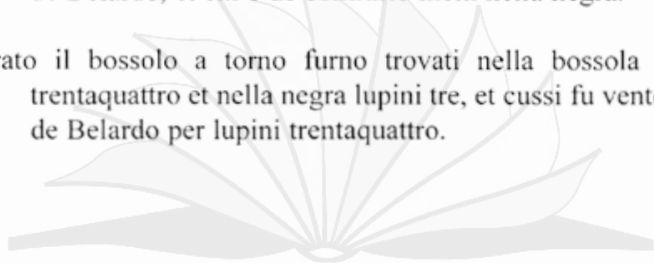 ato il bossolo a torno furno trovati nella bossola
trentaquattro et nella negra lupini tre, et cussi fu vent
de Belardo per lupini trentaquattro.